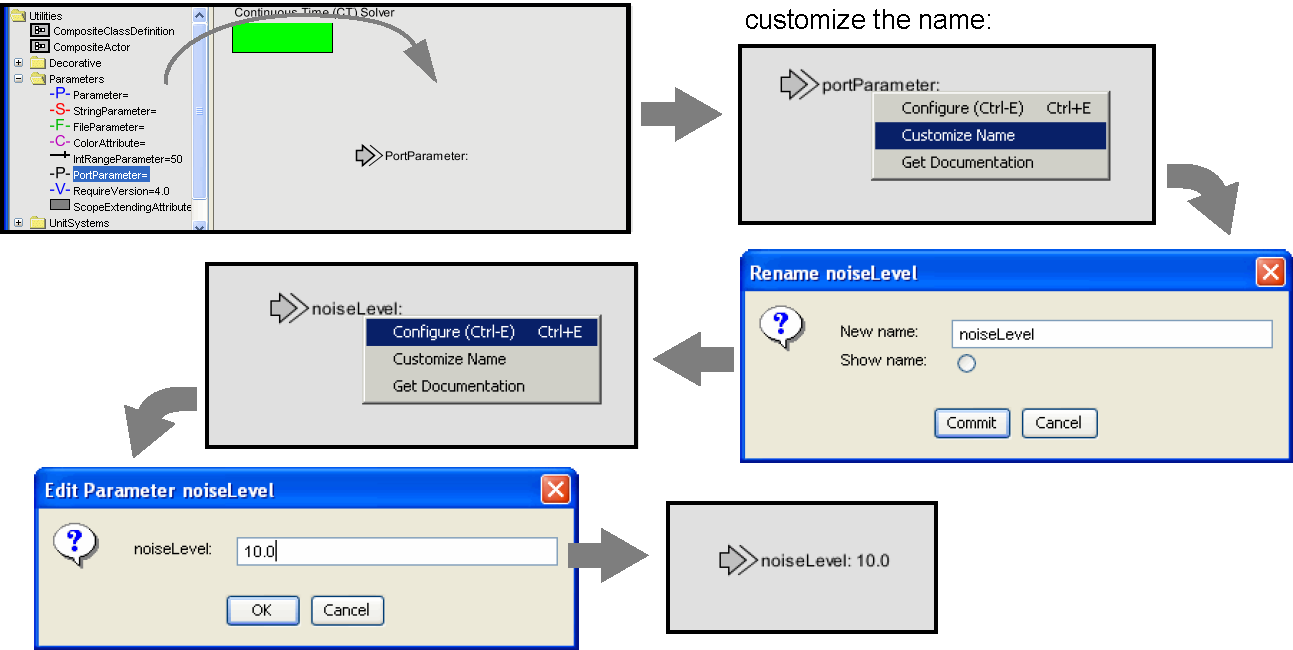 Utilities
CompositeClassDefinition
CompositeActor
Decorative
Parameters
-P- Parameter=
-S- StringParameter=
-F- FileParameter=
-C- ColorAttribute=
IntRangeParameter=50
-P- PortParameter=
-V- RequireVersion=4.0
ScopeExtendingAttribute
UnitSystems
Continuous Time (CT) Solver
PortParameter:
customize the name:
portParameter:
Configure (Ctrl-E) Ctrl+E
Customize Name
Get Documentation
Rename noiseLevel
New name: noiseLevel
Show name:
Commit Cancel
noiseLevel:
Configure (Ctrl-E) Ctrl+E
Customize Name
Get Documentation
Edit Parameter noiseLevel
noiseLevel: 10.0
OK Cancel
noiseLevel: 10.0